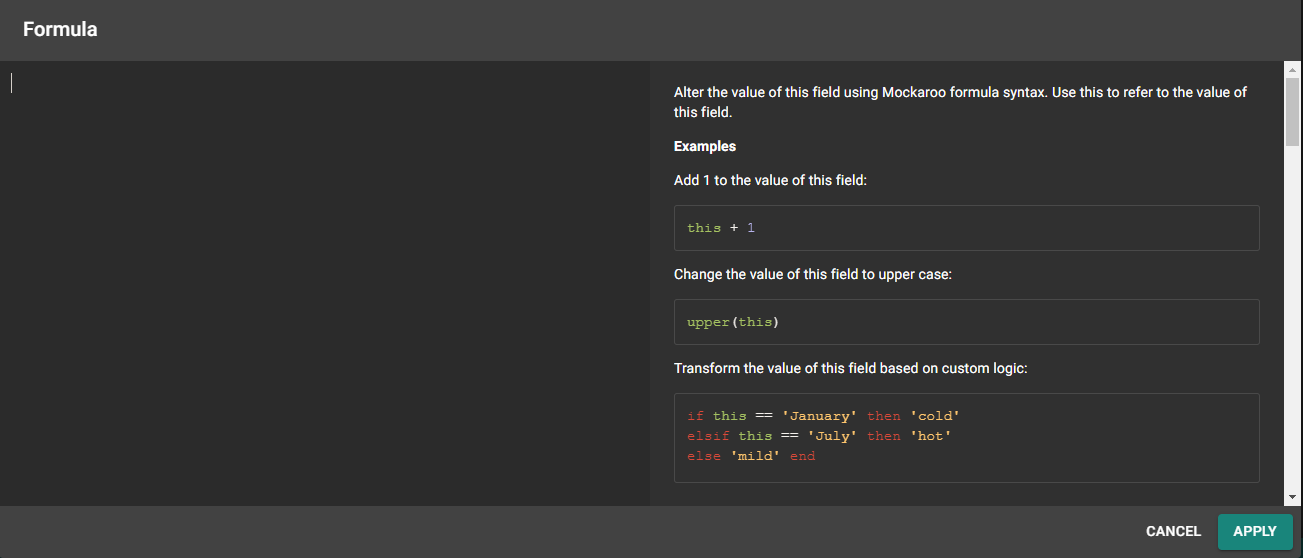 Formula
Alter the value of this field using Mockaroo formula syntax. Use this to refer to the value of
this field.
Examples
Add 1 to the value of this field:
this + 1
Change the value of this field to upper case:
upper(this)
Transform the value of this field based on custom logic:
if this == 'January' then 'cold'
elsif this == 'July' then 'hot'
else 'mild' end
CANCEL APPLY